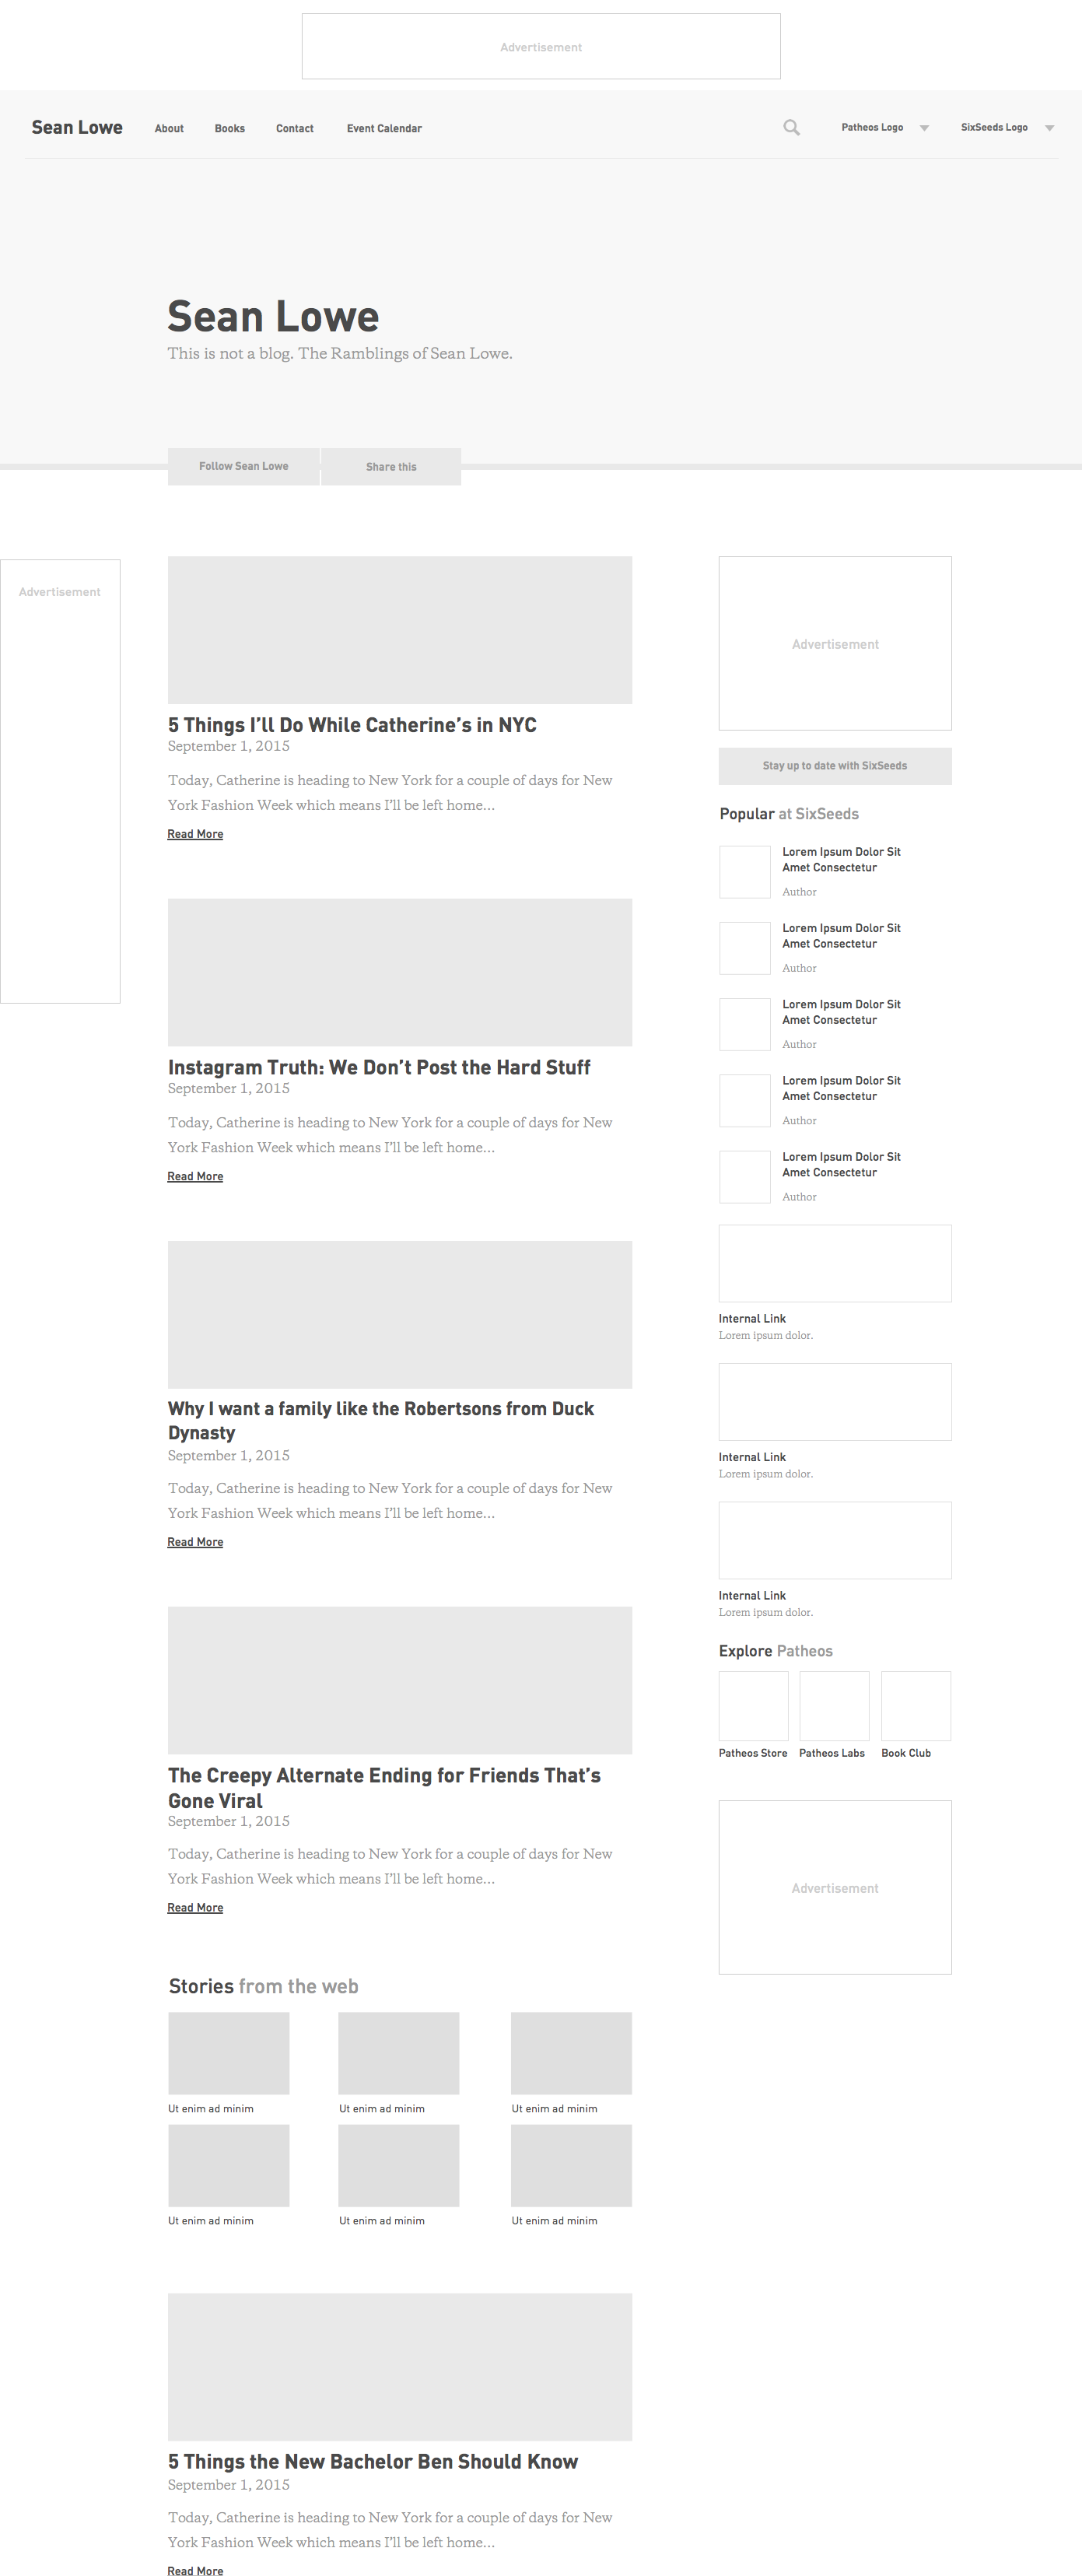 Advertisement
Sean Lowe
About
Books
Contact
Event Calendar
Patheos Logo
SixSeeds Logo
Sean Lowe
This is not a blog. The Ramblings of Sean Lowe.
Follow Sean Lowe
Share this
Advertisement
5 Things I’ll Do While Catherine’s in NYC
September 1, 2015
Today, Catherine is heading to New York for a couple of days for New
York Fashion Week which means I’ll be left home...
Read More
Instagram Truth: We Don’t Post the Hard Stuff
September 1, 2015
Today, Catherine is heading to New York for a couple of days for New
York Fashion Week which means I’ll be left home...
Read More
Why I want a family like the Robertsons from Duck
Dynasty
September 1, 2015
Today, Catherine is heading to New York for a couple of days for New
York Fashion Week which means I’ll be left home...
Read More
The Creepy Alternate Ending for Friends That’s
Gone Viral
September 1, 2015
Today, Catherine is heading to New York for a couple of days for New
York Fashion Week which means I’ll be left home...
Read More
Stories from the web
Ut enim ad minim
Ut enim ad minim
Ut enim ad minim
Ut enim ad minim
Ut enim ad minim
Ut enim ad minim
5 Things the New Bachelor Ben Should Know
September 1, 2015
Today, Catherine is heading to New York for a couple of days for New
York Fashion Week which means I’ll be left home...
Read More
Advertisement
Stay up to date with SixSeeds
Popular at SixSeeds
Lorem Ipsum Dolor Sit
Amet Consectetur
Author
Lorem Ipsum Dolor Sit
Amet Consectetur
Author
Lorem Ipsum Dolor Sit
Amet Consectetur
Author
Lorem Ipsum Dolor Sit
Amet Consectetur
Author
Lorem Ipsum Dolor Sit
Amet Consectetur
Author
Internal Link
Lorem ipsum dolor.
Internal Link
Lorem ipsum dolor.
Internal Link
Lorem ipsum dolor.
Explore Patheos
Patheos Store
Patheos Labs
Book Club
Advertisement